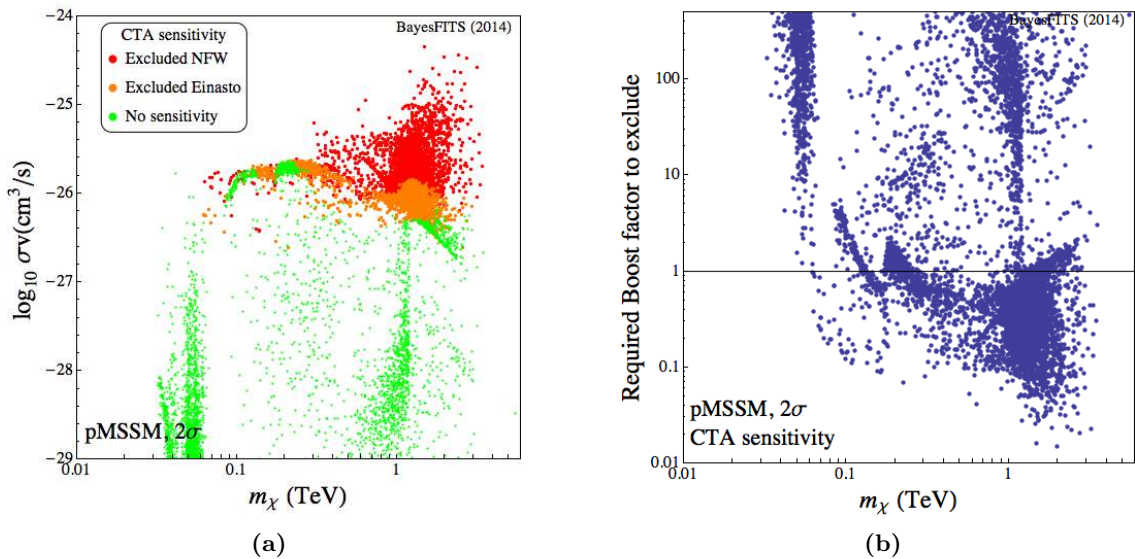 BayesFITS (2014)
CTA sensitivity
Excluded NFW
Excluded Einasto
No sensitivity
log₁₀ σv(cm³/s)
−24
−25
−26
−27
−28
−29
pMSSM, 2σ
0.01
0.1
1
mχ (TeV)
(a)
BayesFITS (2014)
Required Boost factor to exclude
100
10
1
0.1
0.01
pMSSM, 2σ
CTA sensitivity
0.01
0.1
1
mχ (TeV)
(b)